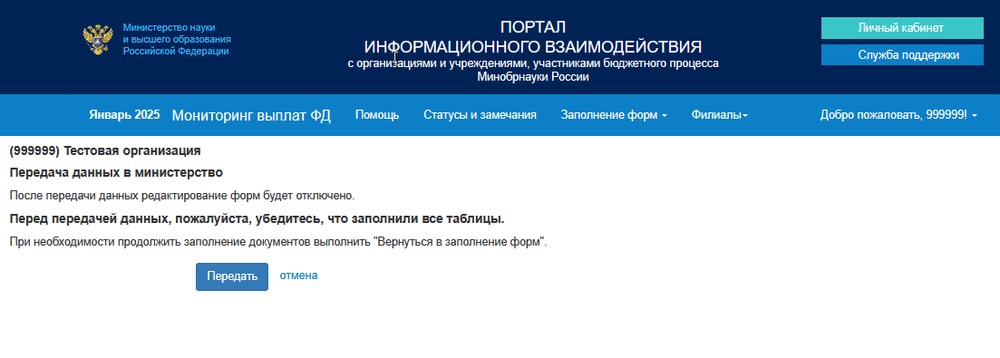 Министерство науки
и высшего образования
Российской Федерации
ПОРТАЛ
ИНФОРМАЦИОННОГО ВЗАИМОДЕЙСТВИЯ
с организациями и учреждениями, участниками бюджетного процесса
Минобрнауки России
Личный кабинет
Служба поддержки
Январь 2025 Мониторинг выплат ФД Помощь Статусы и замечания Заполнение форм Филиалы Добро пожаловать, 999999!
(999999) Тестовая организация
Передача данных в министерство
После передачи данных редактирование форм будет отключено.
Перед передачей данных, пожалуйста, убедитесь, что заполнили все таблицы.
При необходимости продолжить заполнение документов выполнить "Вернуться в заполнение форм".
Передать отмена